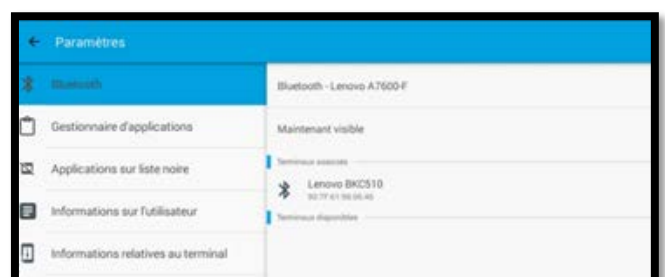 Paramètres
Bluetooth
Gestionnaire d'applications
Applications sur liste noire
Informations sur l'utilisateur
Informations relatives au terminal
Bluetooth - Lenovo A7600-F
Maintenant visible
Terminaux associés
Lenovo BKC510
Terminaux disponibles